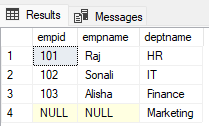 Results Messages
empid empname deptname
1 101 Raj HR
2 102 Sonali IT
3 103 Alisha Finance
4 NULL NULL Marketing